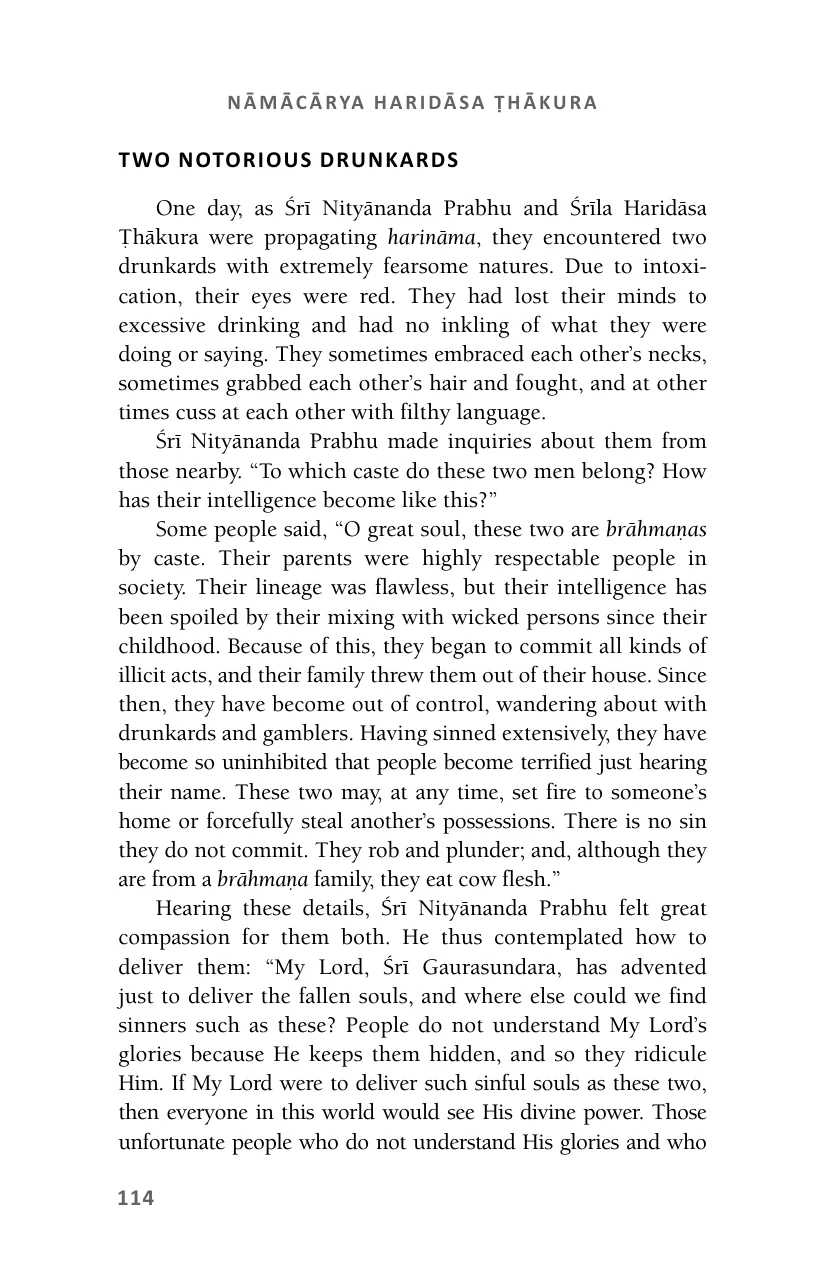 NĀMĀCĀRYA HARIDĀSA ṬHĀKURA
TWO NOTORIOUS DRUNKARDS
One day, as Śrī Nityānanda Prabhu and Śrīla Haridāsa
Ṭhākura were propagating harināma, they encountered two
drunkards with extremely fearsome natures. Due to intoxi-
cation, their eyes were red. They had lost their minds to
excessive drinking and had no inkling of what they were
doing or saying. They sometimes embraced each other’s necks,
sometimes grabbed each other’s hair and fought, and at other
times cuss at each other with filthy language.
Śrī Nityānanda Prabhu made inquiries about them from
those nearby. “To which caste do these two men belong? How
has their intelligence become like this?”
Some people said, “O great soul, these two are brāhmaṇas
by caste. Their parents were highly respectable people in
society. Their lineage was flawless, but their intelligence has
been spoiled by their mixing with wicked persons since their
childhood. Because of this, they began to commit all kinds of
illicit acts, and their family threw them out of their house. Since
then, they have become out of control, wandering about with
drunkards and gamblers. Having sinned extensively, they have
become so uninhibited that people become terrified just hearing
their name. These two may, at any time, set fire to someone’s
home or forcefully steal another’s possessions. There is no sin
they do not commit. They rob and plunder; and, although they
are from a brāhmaṇa family, they eat cow flesh.”
Hearing these details, Śrī Nityānanda Prabhu felt great
compassion for them both. He thus contemplated how to
deliver them: “My Lord, Śrī Gaurasundara, has advented
just to deliver the fallen souls, and where else could we find
sinners such as these? People do not understand My Lord’s
glories because He keeps them hidden, and so they ridicule
Him. If My Lord were to deliver such sinful souls as these two,
then everyone in this world would see His divine power. Those
unfortunate people who do not understand His glories and who
114